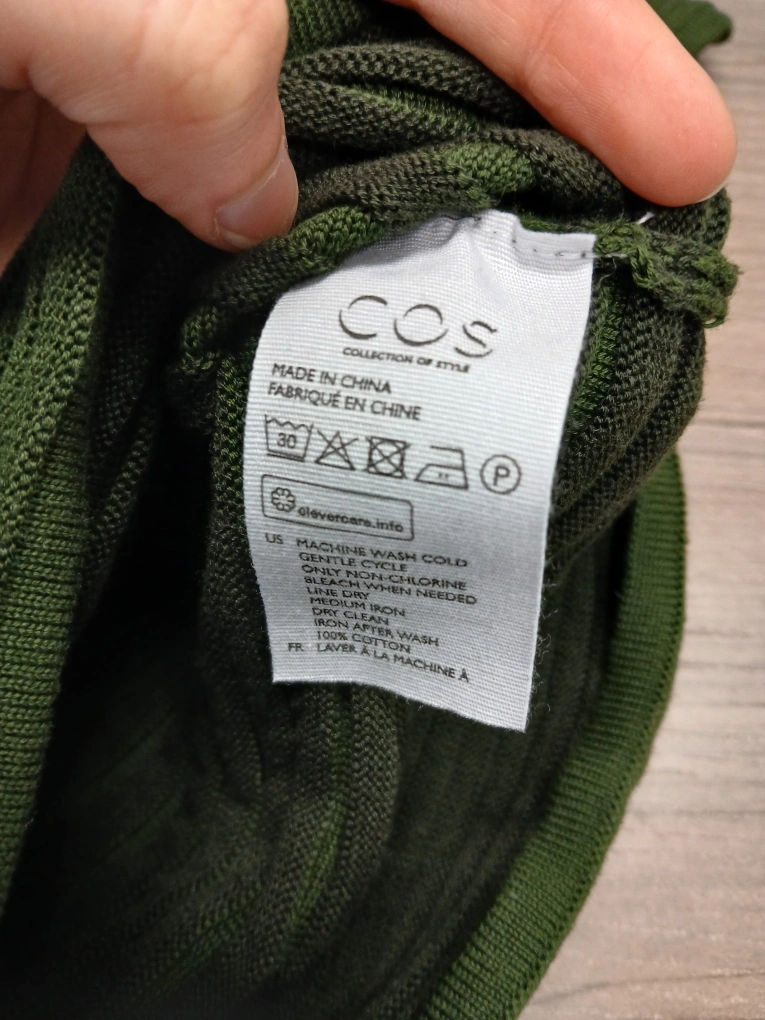 COS
COLLECTION OF STYLE
MADE IN CHINA
FABRIQUÉ EN CHINE
30 P
clevercare.info
US MACHINE WASH COLD
GENTLE CYCLE
ONLY NON-CHLORINE
BLEACH WHEN NEEDED
LINE DRY
MEDIUM IRON
DRY CLEAN
IRON AFTER WASH
100% COTTON
FR LAVER À LA MACHINE À